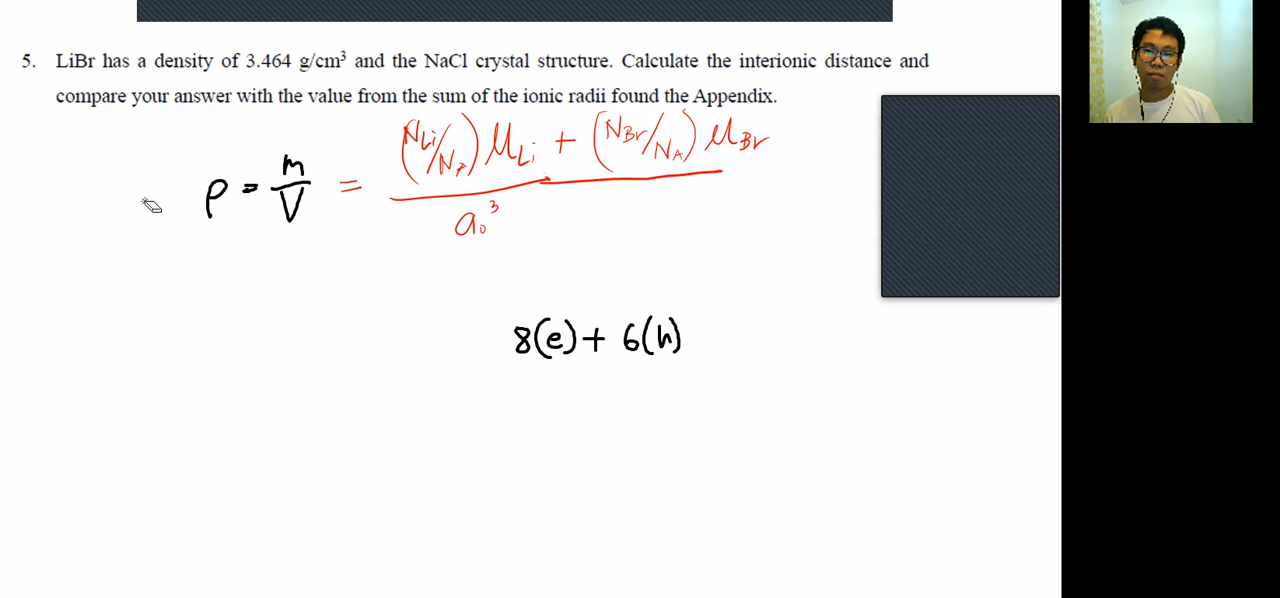 5. LiBr has a density of 3.464 g/cm³ and the NaCl crystal structure. Calculate the interionic distance and
compare your answer with the value from the sum of the ionic radii found the Appendix.
ρ = m/V = ((N_Li/N_A) M_Li + (N_Br/N_A) M_Br)/a₀³
8(e) + 6(h)